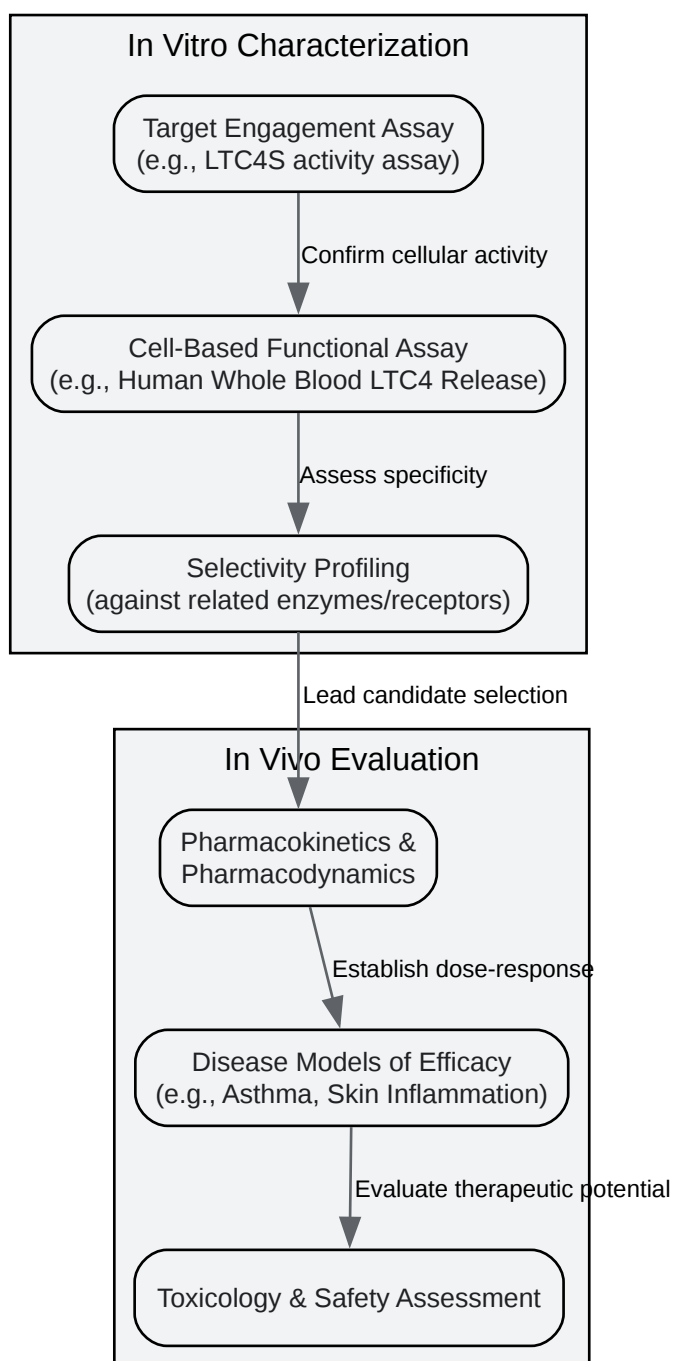 In Vitro Characterization
Target Engagement Assay
(e.g., LTC4S activity assay)
Confirm cellular activity
Cell-Based Functional Assay
(e.g., Human Whole Blood LTC4 Release)
Assess specificity
Selectivity Profiling
(against related enzymes/receptors)
Lead candidate selection
In Vivo Evaluation
Pharmacokinetics &
Pharmacodynamics
Establish dose-response
Disease Models of Efficacy
(e.g., Asthma, Skin Inflammation)
Evaluate therapeutic potential
Toxicology & Safety Assessment